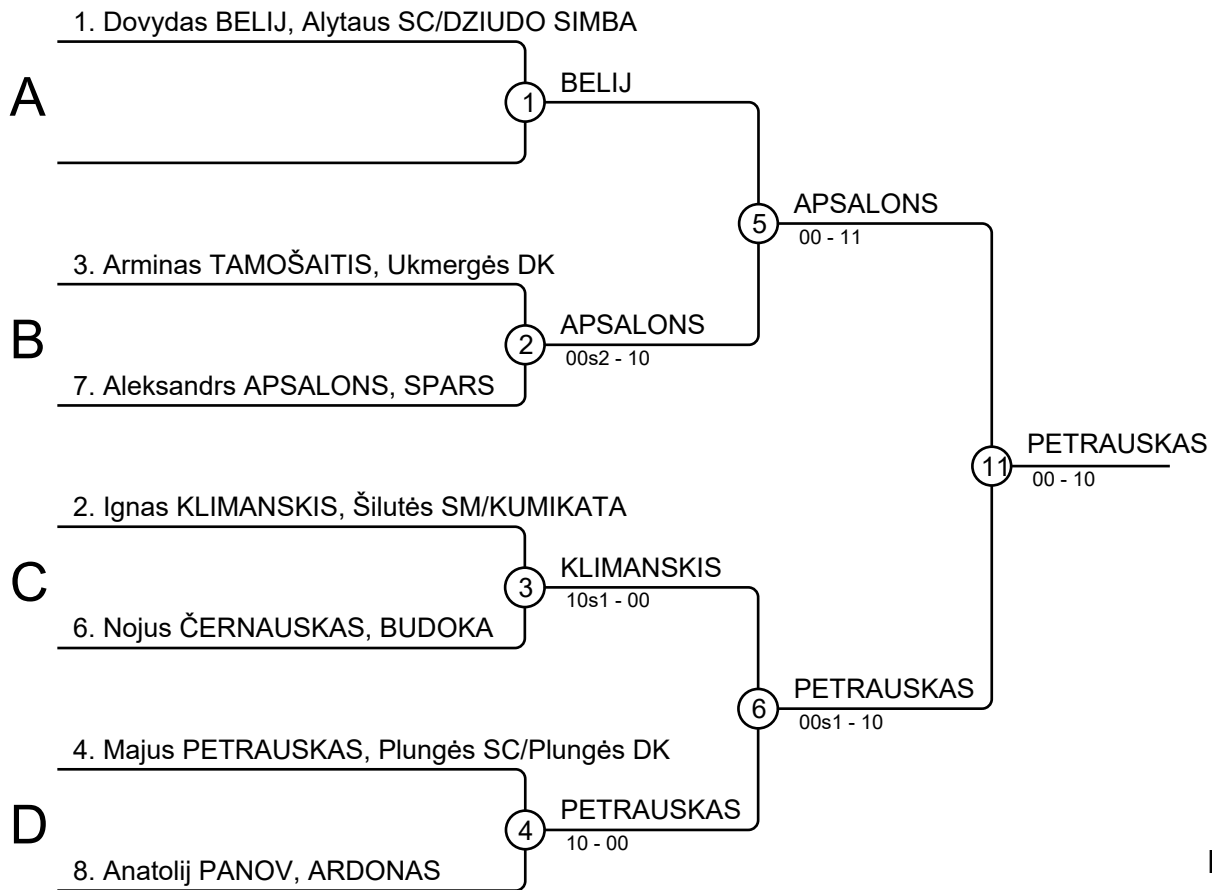 1. Dovydas BELIJ, Alytaus SC/DZIUDO SIMBA
A
1
BELIJ
5
APSALONS
00 - 11
3. Arminas TAMOŠAITIS, Ukmergės DK
B
2
APSALONS
00s2 - 10
7. Aleksandrs APSALONS, SPARS
11
PETRAUSKAS
00 - 10
2. Ignas KLIMANSKIS, Šilutės SM/KUMIKATA
C
3
KLIMANSKIS
10s1 - 00
6. Nojus ČERNAUSKAS, BUDOKA
6
PETRAUSKAS
00s1 - 10
4. Majus PETRAUSKAS, Plungės SC/Plungės DK
D
4
PETRAUSKAS
10 - 00
8. Anatolij PANOV, ARDONAS